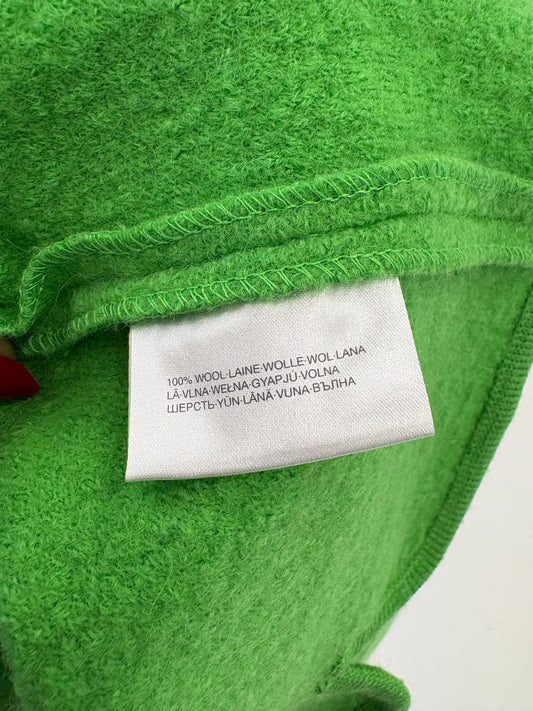 100% WOOL·LAINE·WOLLE·WOL·LANA
LÃ·VLNA·WEŁNA·GYAPJÚ·VOLNA
ШЕРСТЬ·YÜN·LÂNĂ·VUNA·ВЪЛНА